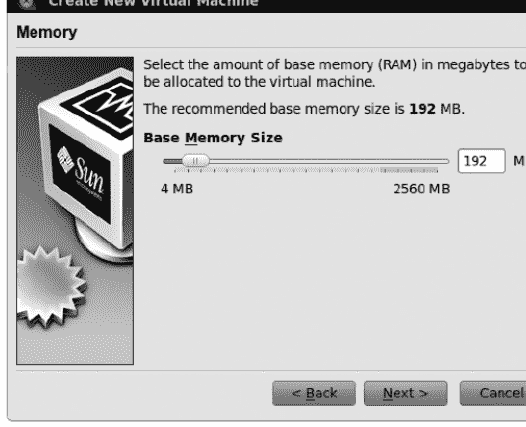 Create New Virtual Machine
Memory
Select the amount of base memory (RAM) in megabytes to
be allocated to the virtual machine.
The recommended base memory size is 192 MB.
Base Memory Size
192 M
4 MB 2560 MB
Sun
< Back Next > Cancel